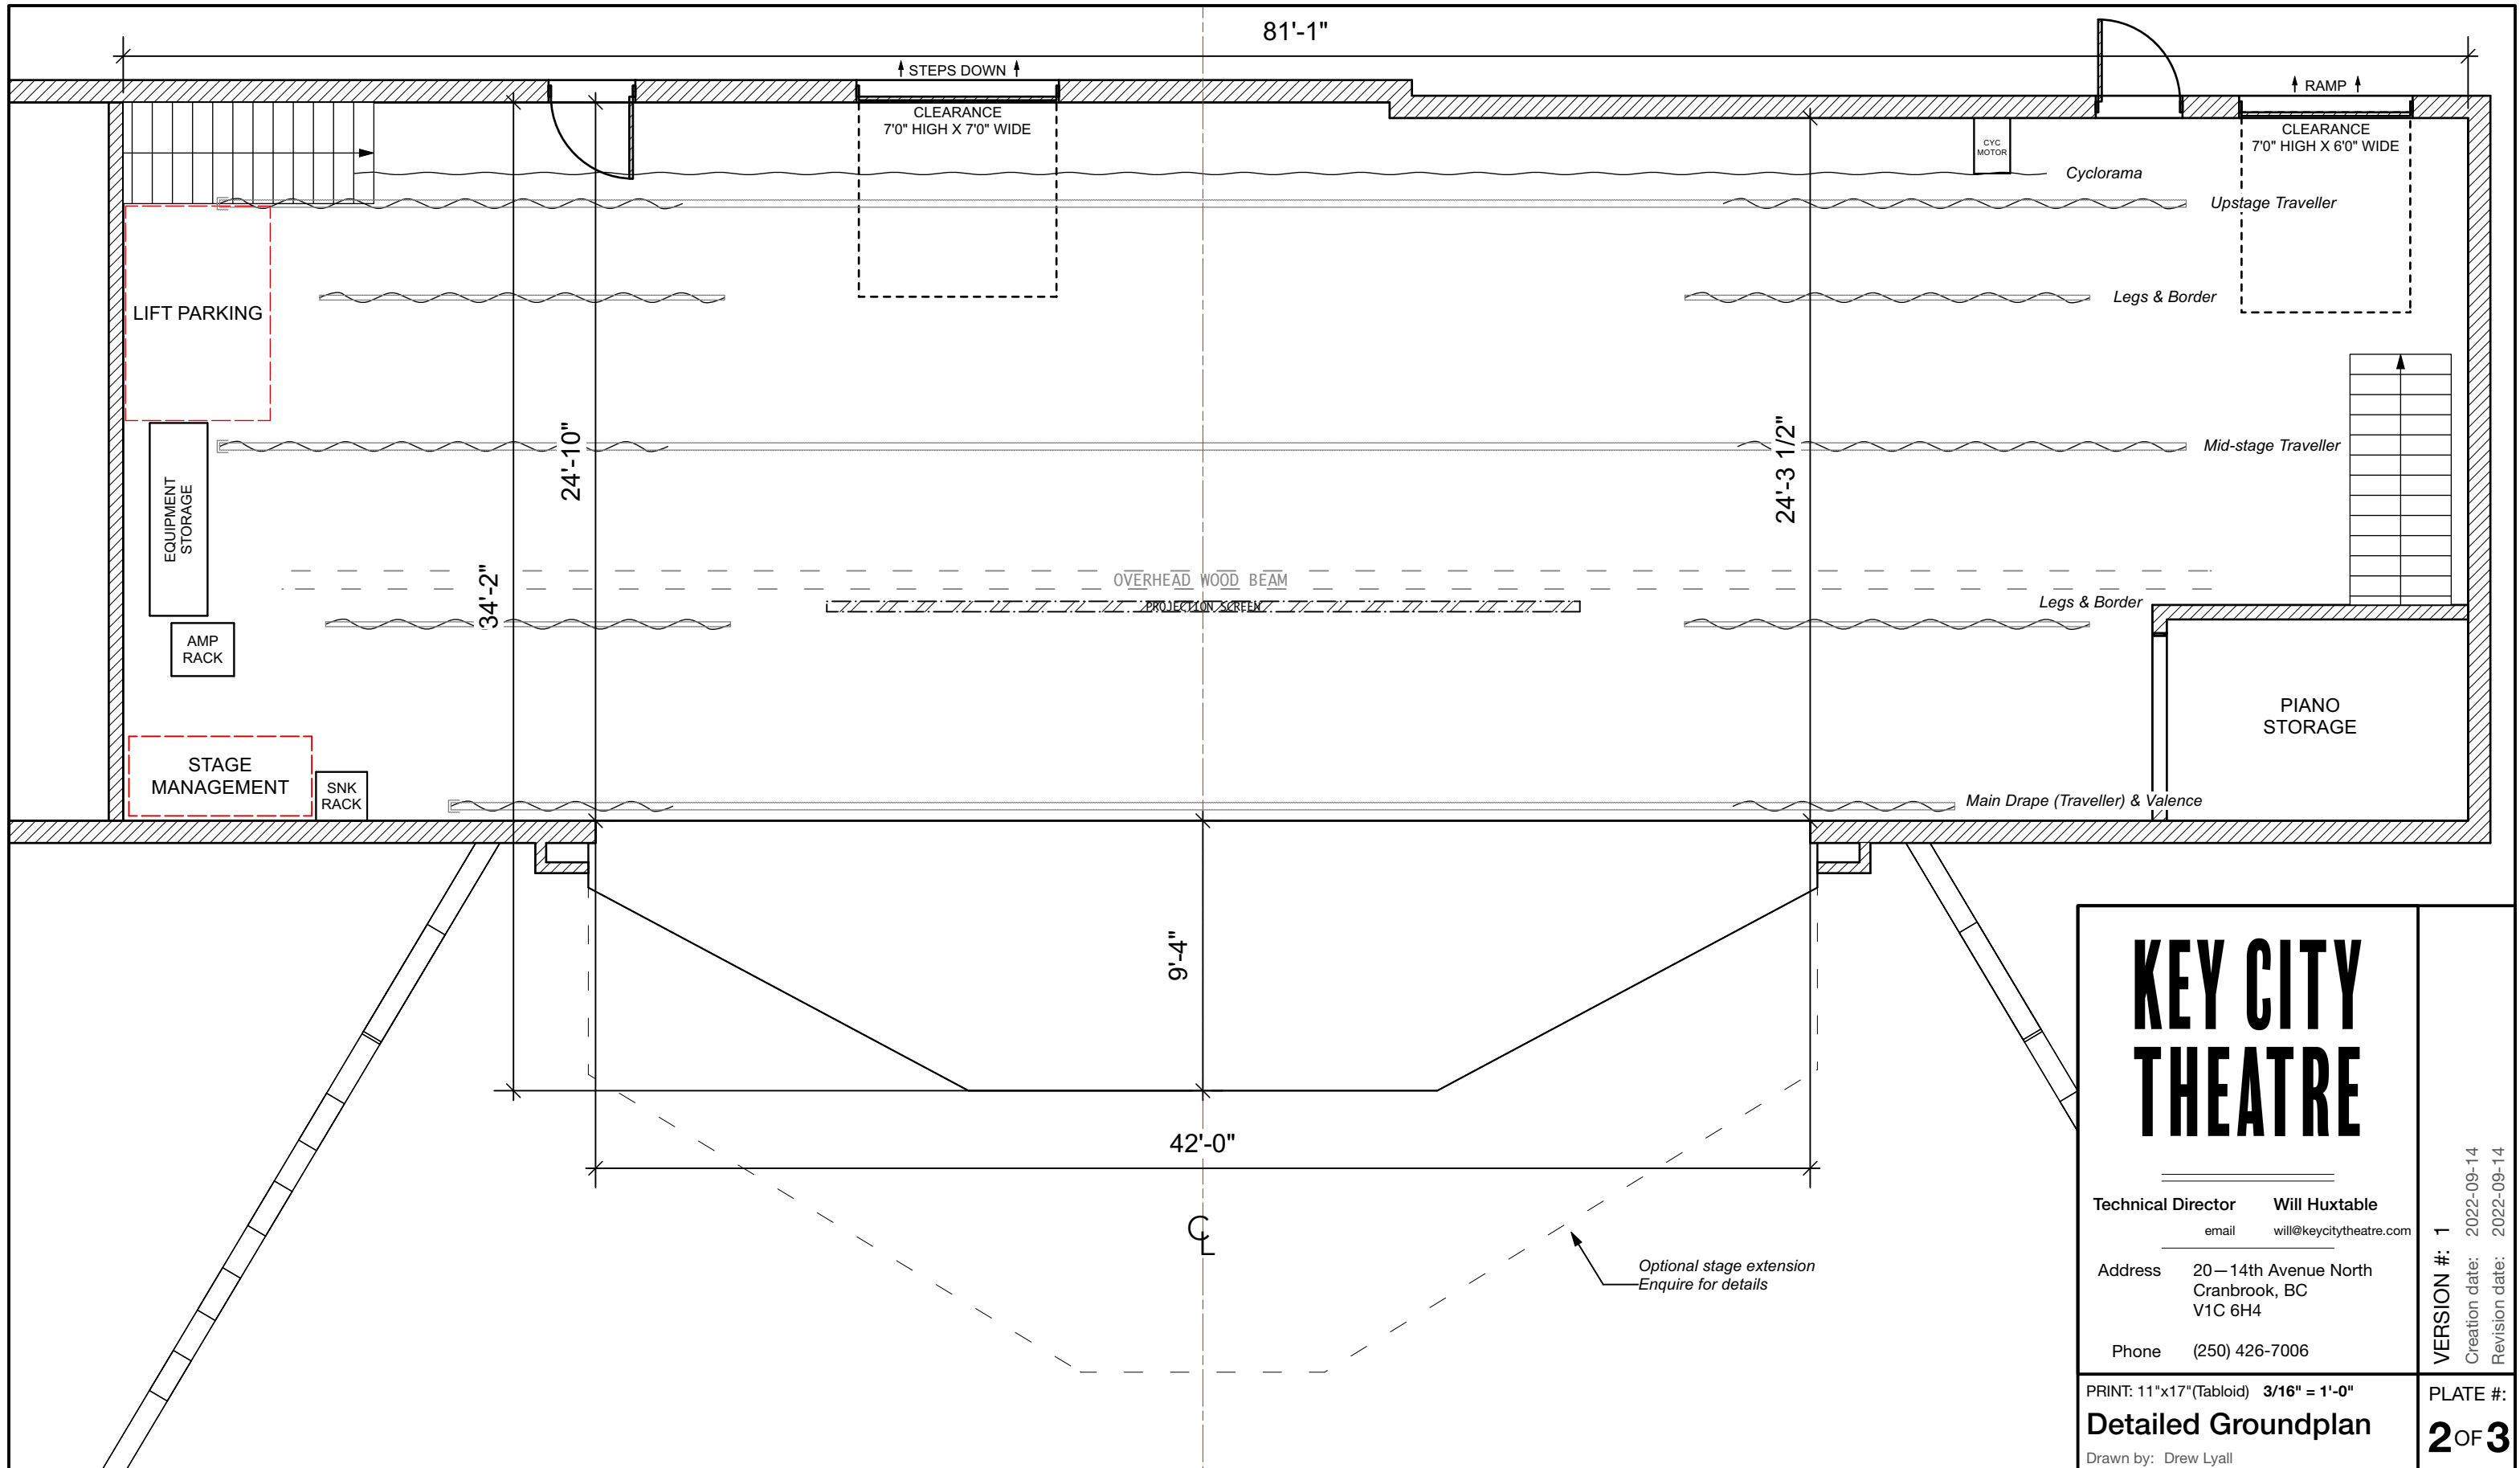 81'-1"
STEPS DOWN
RAMP
CLEARANCE
7'0" HIGH X 7'0" WIDE
CLEARANCE
7'0" HIGH X 6'0" WIDE
CYC
MOTOR
Cyclorama
Upstage Traveller
LIFT PARKING
Legs & Border
24'-10"
24'-3 1/2"
Mid-stage Traveller
EQUIPMENT
STORAGE
34'-2"
OVERHEAD WOOD BEAM
PROJECTION SCREEN
Legs & Border
AMP
RACK
PIANO
STORAGE
STAGE
MANAGEMENT
SNK
RACK
Main Drape (Traveller) & Valence
9'-4"
42'-0"
CL
Optional stage extension
Enquire for details
KEY CITY
THEATRE
Technical Director Will Huxtable
email will@keycitytheatre.com
Address 20—14th Avenue North
Cranbrook, BC
V1C 6H4
Phone (250) 426-7006
VERSION #: 1
Creation date: 2022-09-14
Revision date: 2022-09-14
PRINT: 11"x17"(Tabloid) 3/16" = 1'-0"
Detailed Groundplan
Drawn by: Drew Lyall
PLATE #:
2 OF 3